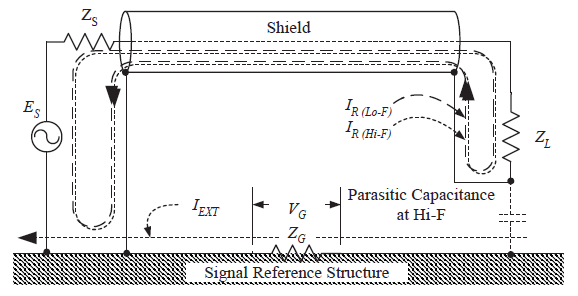 Z_S
Shield
E_S
I_R (Lo-F)
I_R (Hi-F)
Z_L
Parasitic Capacitance
at Hi-F
I_EXT
V_G
Z_G
Signal Reference Structure